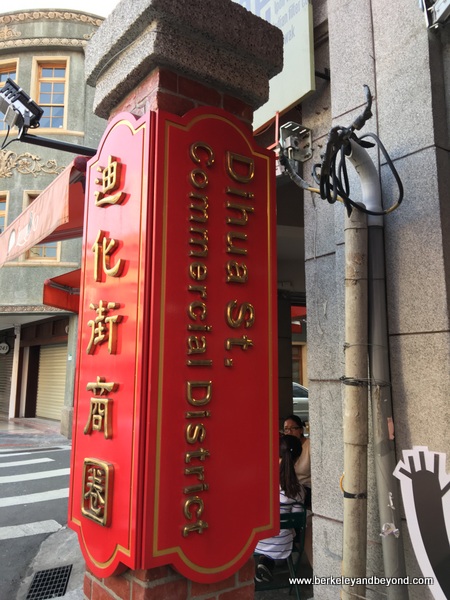 迪化街商圈
Dihua St.
Commercial District
www.berkeleyandbeyond.com